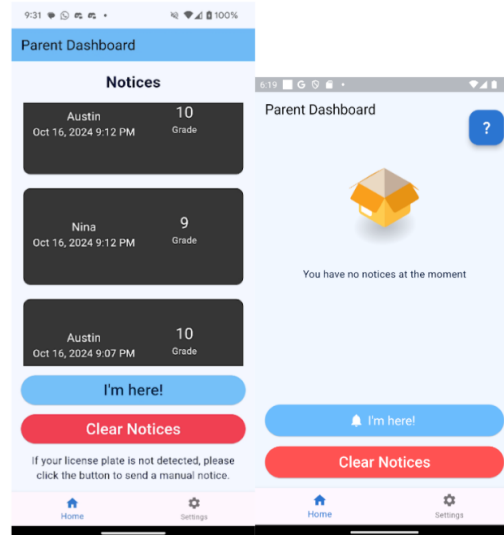 9:31
100%
Parent Dashboard
Notices
Austin
Oct 16, 2024 9:12 PM
10
Grade
Nina
Oct 16, 2024 9:12 PM
9
Grade
Austin
Oct 16, 2024 9:07 PM
10
Grade
I'm here!
Clear Notices
If your license plate is not detected, please
click the button to send a manual notice.
Home
Settings
6:19
G
Parent Dashboard
?
You have no notices at the moment
I'm here!
Clear Notices
Home
Settings